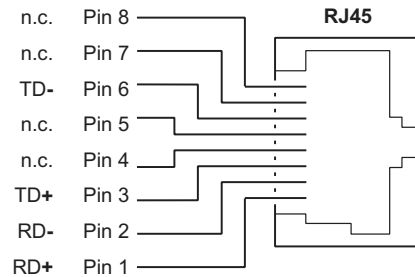 RJ45
n.c. Pin 8
n.c. Pin 7
TD- Pin 6
n.c. Pin 5
n.c. Pin 4
TD+ Pin 3
RD- Pin 2
RD+ Pin 1